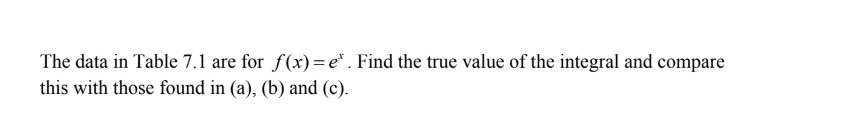 The data in Table 7.1 are for f(x) = eˣ. Find the true value of the integral and compare
this with those found in (a), (b) and (c).